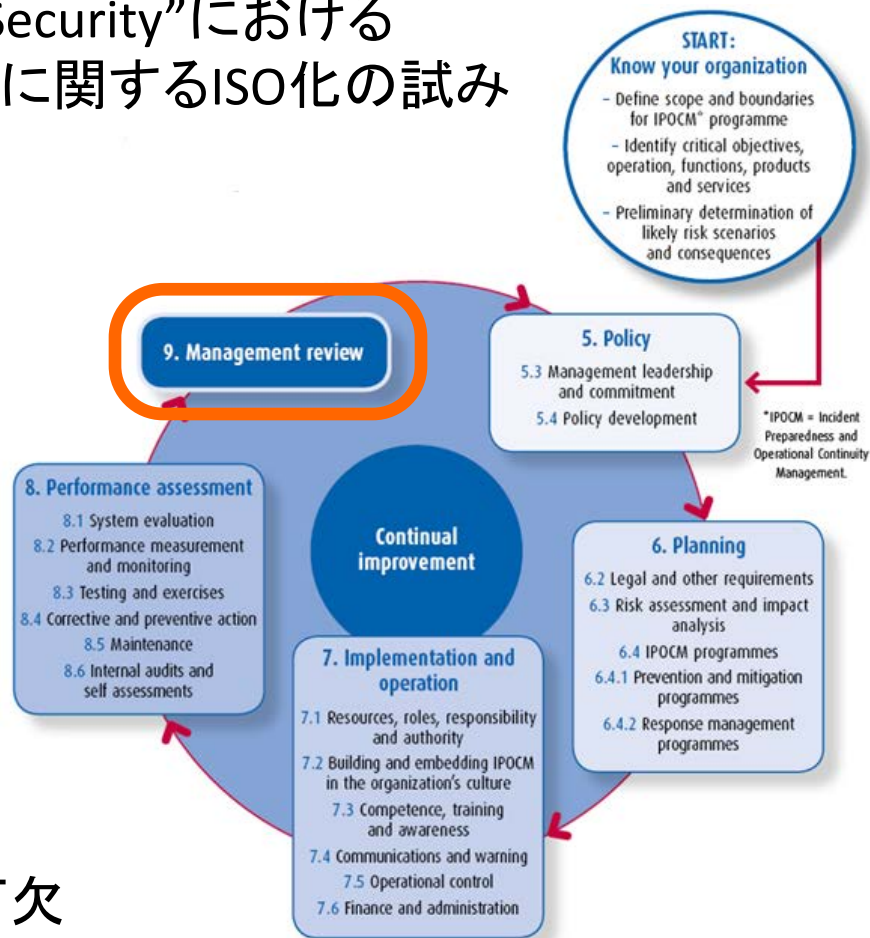 Security”における
に関するISO化の試み
START:
Know your organization
– Define scope and boundaries
for IPOCM* programme
– Identify critical objectives,
operation, functions, products
and services
– Preliminary determination of
likely risk scenarios
and consequences
9. Management review
5. Policy
5.3 Management leadership
and commitment
5.4 Policy development
*IPOCM = Incident
Preparedness and
Operational Continuity
Management.
8. Performance assessment
8.1 System evaluation
8.2 Performance measurement
and monitoring
8.3 Testing and exercises
8.4 Corrective and preventive action
8.5 Maintenance
8.6 Internal audits and
self assessments
Continual
improvement
6. Planning
6.2 Legal and other requirements
6.3 Risk assessment and impact
analysis
6.4 IPOCM programmes
6.4.1 Prevention and mitigation
programmes
6.4.2 Response management
programmes
7. Implementation and
operation
7.1 Resources, roles, responsibility
and authority
7.2 Building and embedding IPOCM
in the organization's culture
7.3 Competence, training
and awareness
7.4 Communications and warning
7.5 Operational control
7.6 Finance and administration
欠